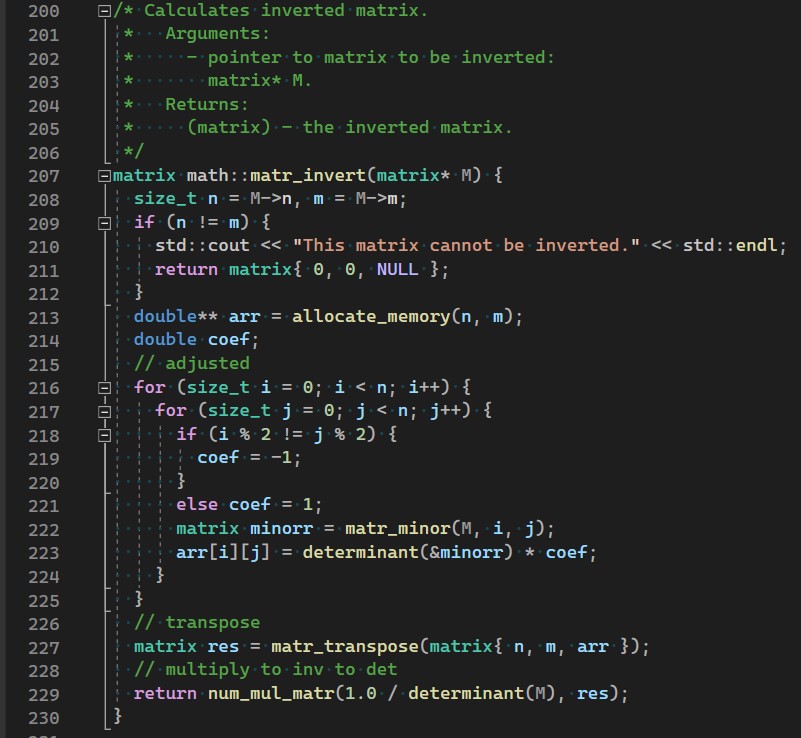 200 /* Calculates inverted matrix.
201 * Arguments:
202 * - pointer to matrix to be inverted:
203 * matrix* M.
204 * Returns:
205 * (matrix) - the inverted matrix.
206 */
207 matrix math::matr_invert(matrix* M) {
208 size_t n = M->n, m = M->m;
209 if (n != m) {
210 std::cout << "This matrix cannot be inverted." << std::endl;
211 return matrix{ 0, 0, NULL };
212 }
213 double** arr = allocate_memory(n, m);
214 double coef;
215 // adjusted
216 for (size_t i = 0; i < n; i++) {
217 for (size_t j = 0; j < n; j++) {
218 if (i % 2 != j % 2) {
219 coef = -1;
220 }
221 else coef = 1;
222 matrix minorr = matr_minor(M, i, j);
223 arr[i][j] = determinant(&minorr) * coef;
224 }
225 }
226 // transpose
227 matrix res = matr_transpose(matrix{ n, m, arr });
228 // multiply to inv to det
229 return num_mul_matr(1.0 / determinant(M), res);
230 }